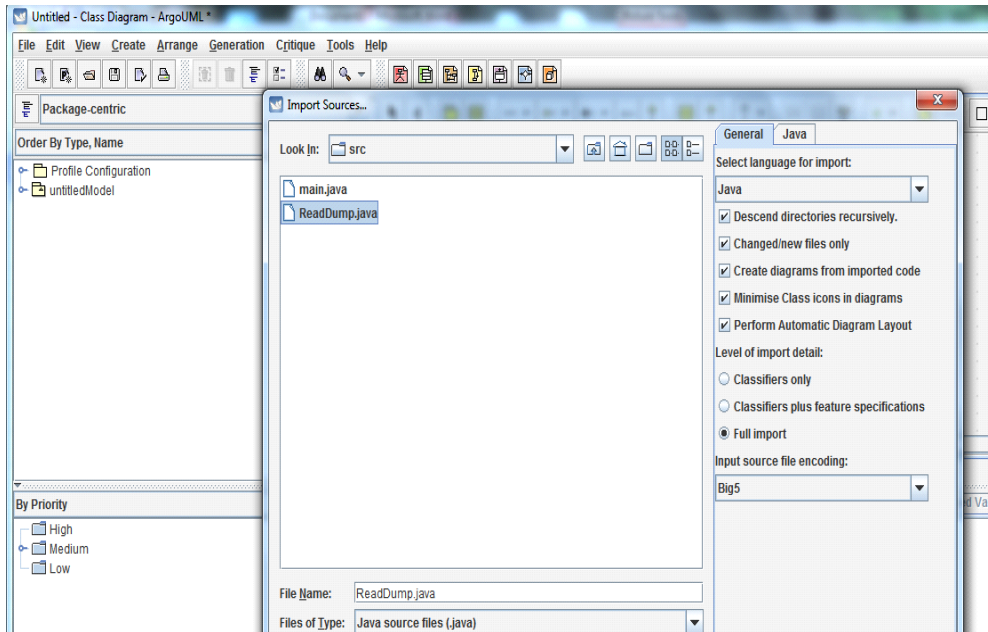 Untitled - Class Diagram - ArgoUML *
File Edit View Create Arrange Generation Critique Tools Help
Package-centric
Order By Type, Name
Profile Configuration
untitledModel
By Priority
High
Medium
Low
Import Sources...
Look In: src
main.java
ReadDump.java
File Name: ReadDump.java
Files of Type: Java source files (.java)
General Java
Select language for import:
Java
Descend directories recursively.
Changed/new files only
Create diagrams from imported code
Minimise Class icons in diagrams
Perform Automatic Diagram Layout
Level of import detail:
Classifiers only
Classifiers plus feature specifications
Full import
Input source file encoding:
Big5